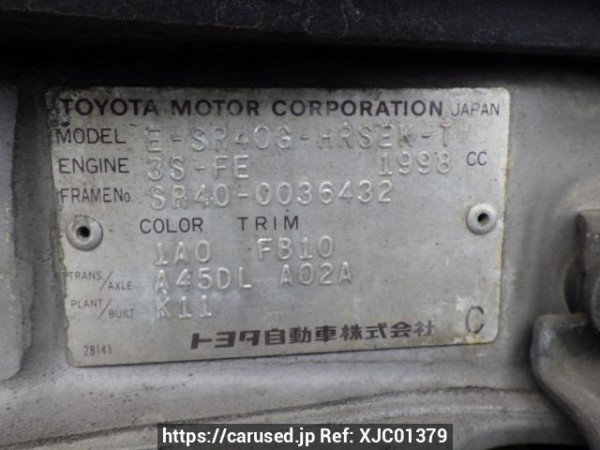 TOYOTA MOTOR CORPORATION JAPAN
MODEL E-SR40G-HRSEK-T
ENGINE 3S-FE 1998 CC
FRAME No. SR40-0036432
COLOR TRIM
1A0 FB10
TRANS/AXLE A45DL A02A
PLANT/BUILT K11
28141 トヨタ自動車株式会社 C
https://carused.jp Ref: XJC01379